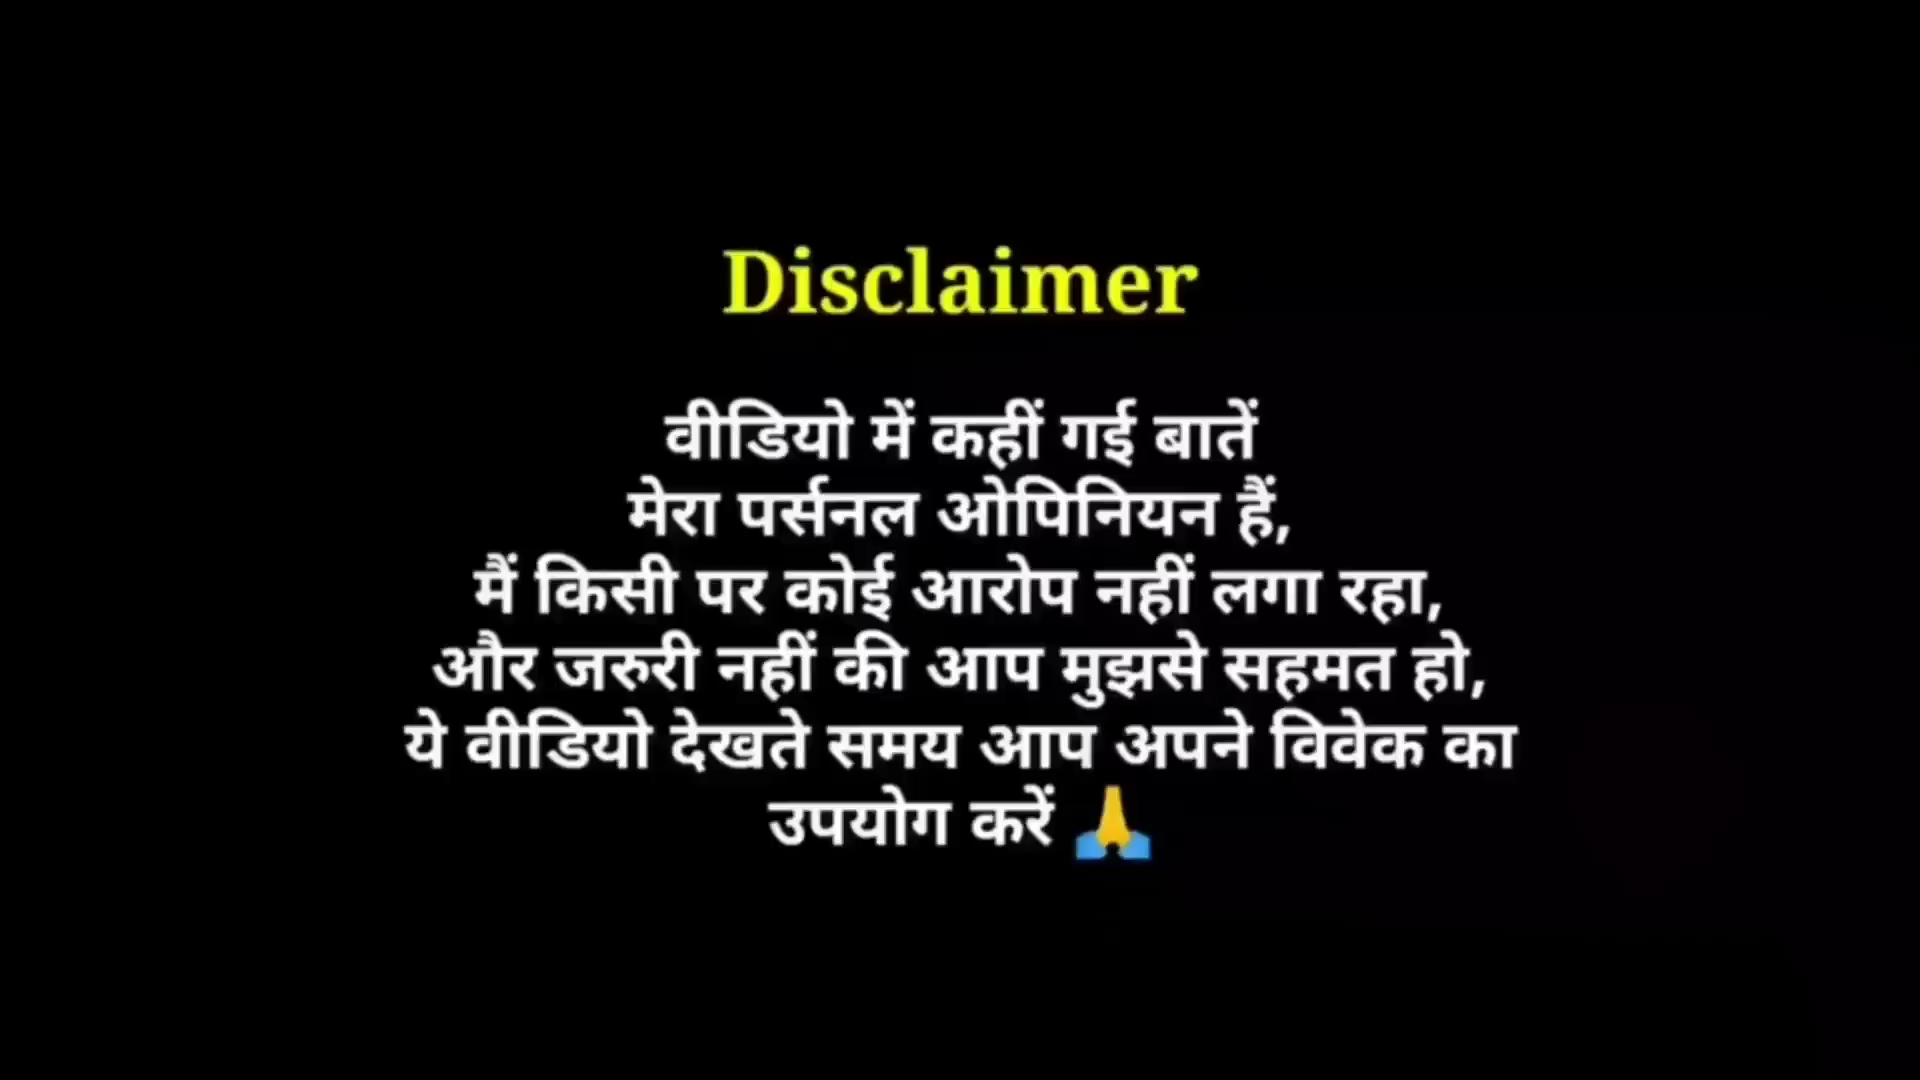 Disclaimer
वीडियो में कहीं गई बातें
मेरा पर्सनल ओपिनियन हैं,
मैं किसी पर कोई आरोप नहीं लगा रहा,
और जरुरी नहीं की आप मुझसे सहमत हो,
ये वीडियो देखते समय आप अपने विवेक का
उपयोग करें 🙏